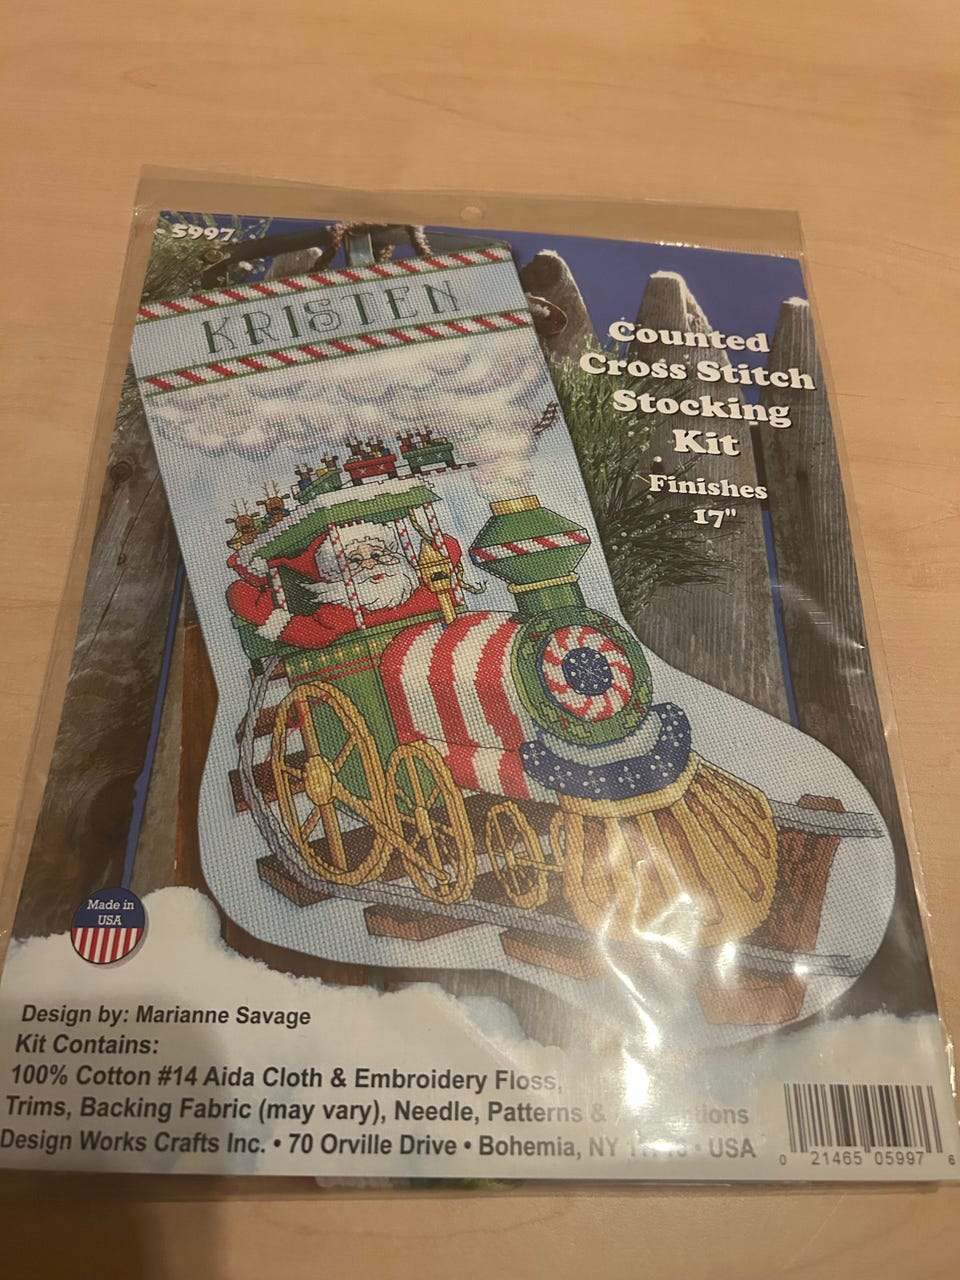 5997
KRISTEN
Counted
Cross Stitch
Stocking
Kit
Finishes
17"
Made in
USA
Design by: Marianne Savage
Kit Contains:
100% Cotton #14 Aida Cloth & Embroidery Floss,
Trims, Backing Fabric (may vary), Needle, Patterns &
Design Works Crafts Inc. • 70 Orville Drive • Bohemia, NY • USA
0 21465 05997 6